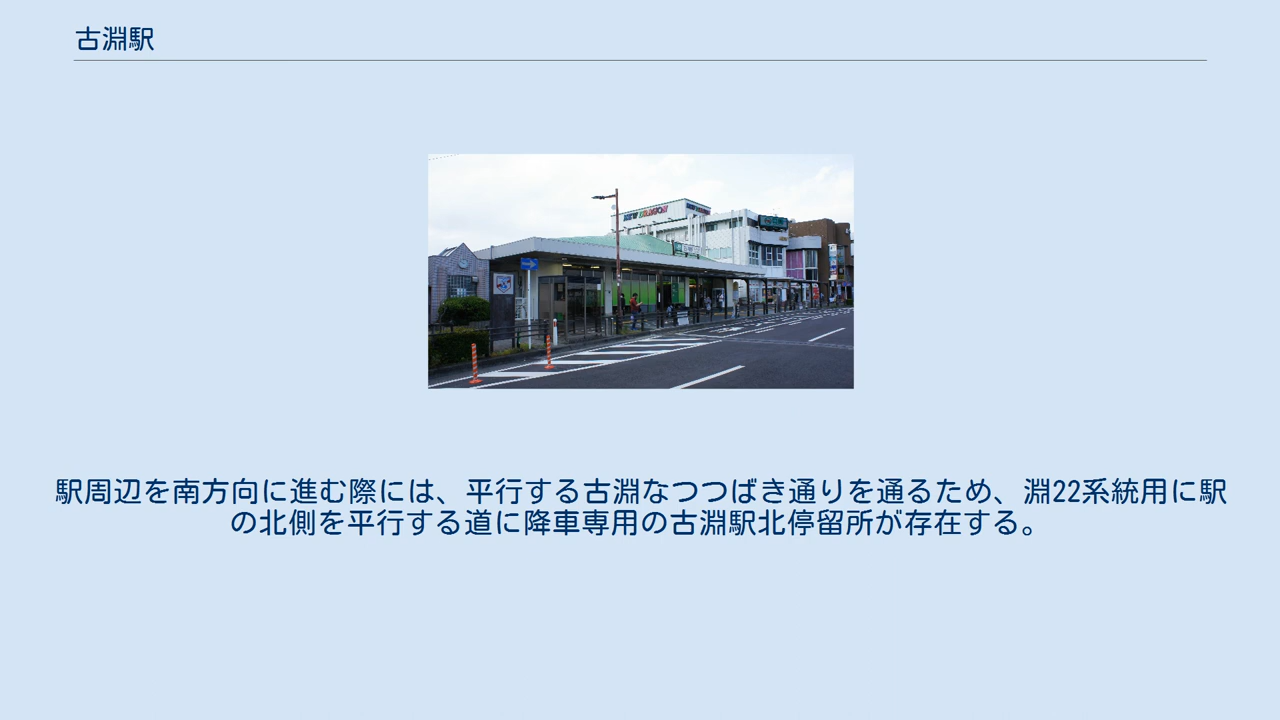 古淵駅
駅周辺を南方向に進む際には、平行する古淵なつつばき通りを通るため、淵22系統用に駅
の北側を平行する道に降車専用の古淵駅北停留所が存在する。